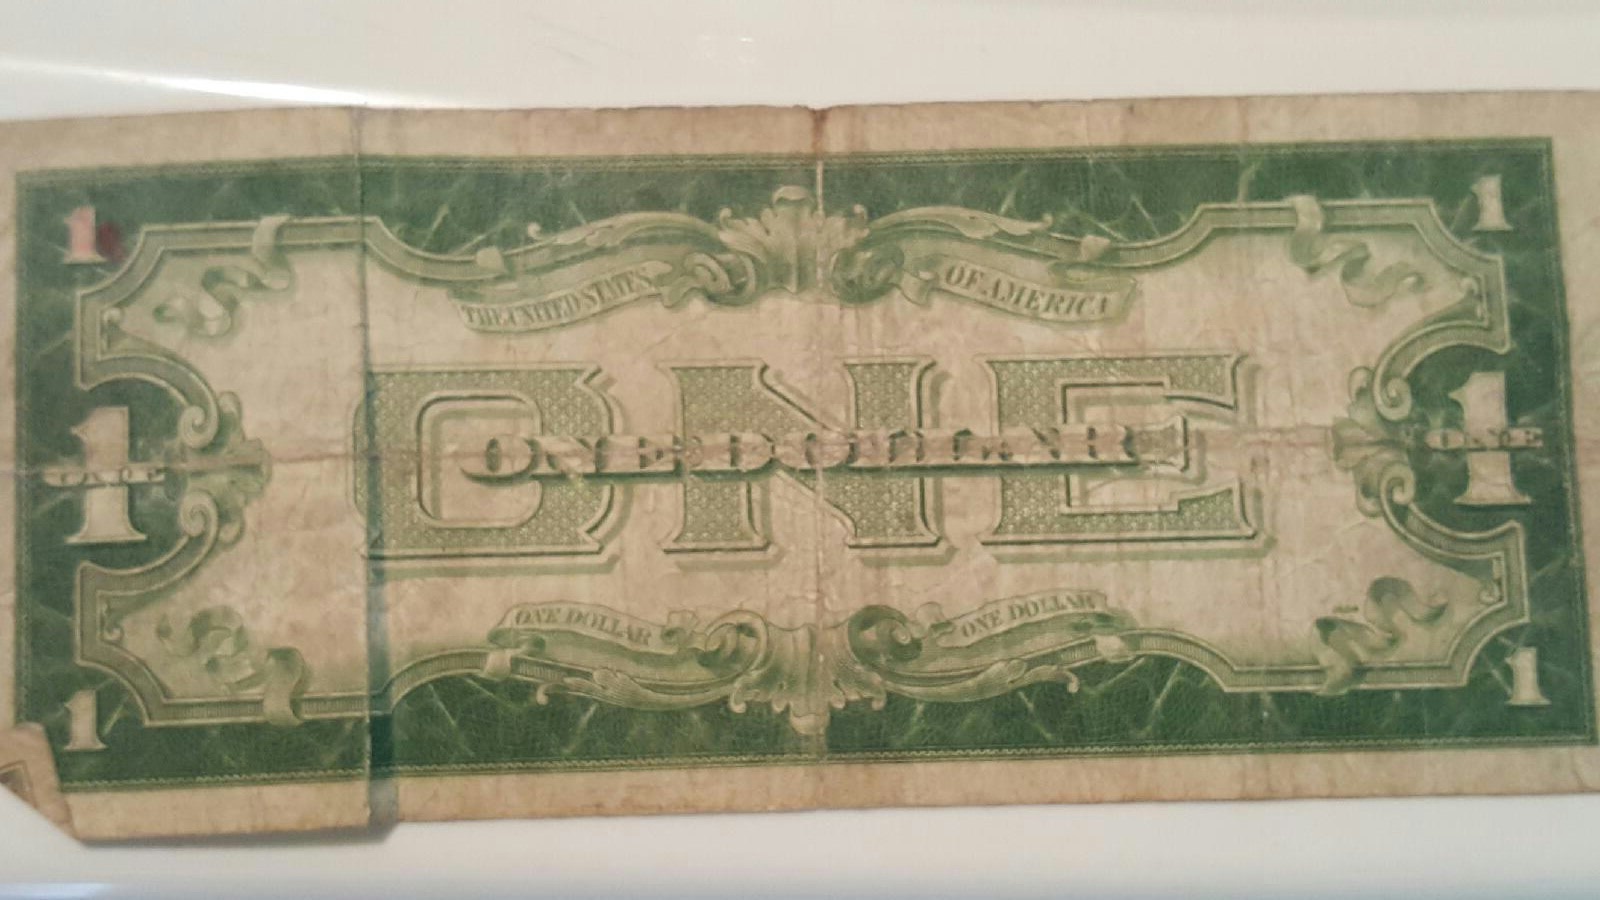 1 1
THE UNITED STATES OF AMERICA
ONE
1 ONE ONE DOLLAR 1 ONE
ONE DOLLAR ONE DOLLAR
1 1